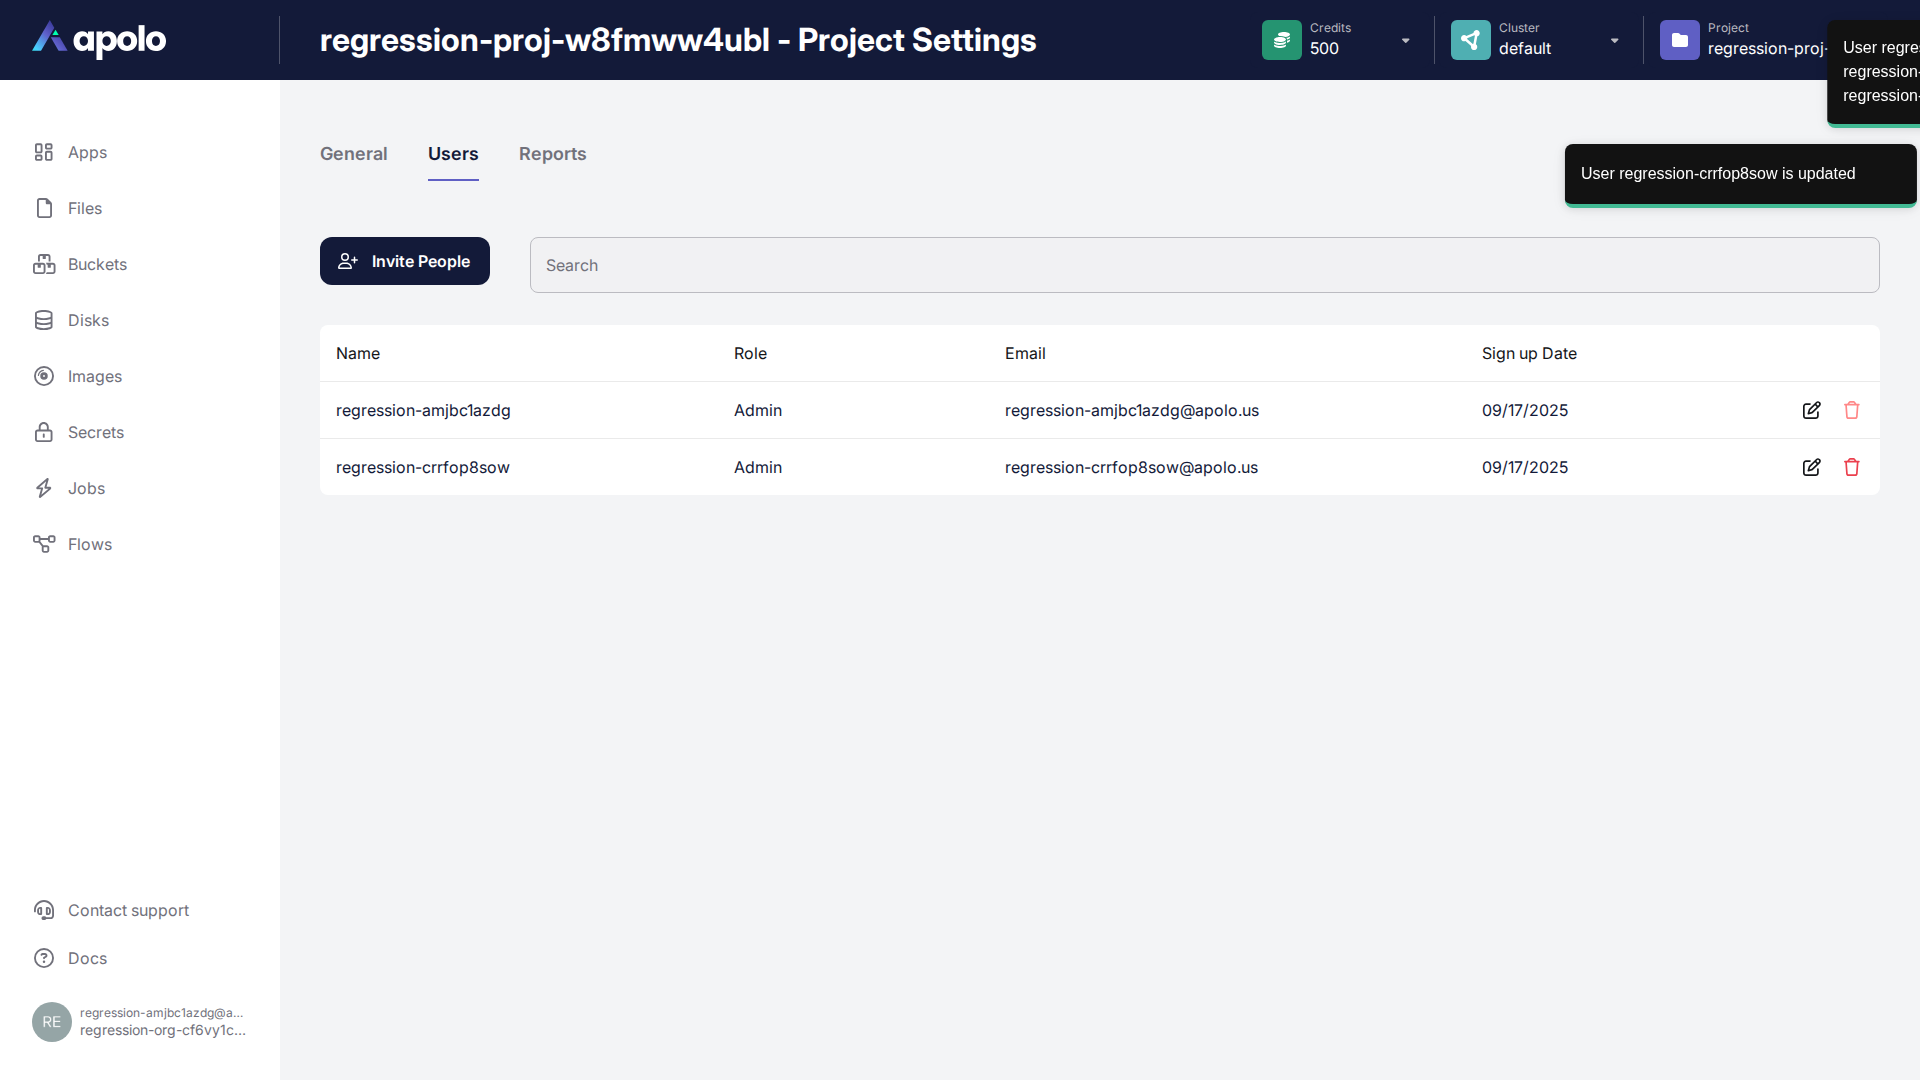 apolo
regression-proj-w8fmww4ubl - Project Settings
Credits
500
Cluster
default
Project
regression-proj-
User regres
regression-
regression-
User regression-crrfop8sow is updated
Apps
Files
Buckets
Disks
Images
Secrets
Jobs
Flows
General Users Reports
Invite People
Search
Name Role Email Sign up Date
regression-amjbc1azdg Admin regression-amjbc1azdg@apolo.us 09/17/2025
regression-crrfop8sow Admin regression-crrfop8sow@apolo.us 09/17/2025
Contact support
Docs
RE
regression-amjbc1azdg@a...
regression-org-cf6vy1c...